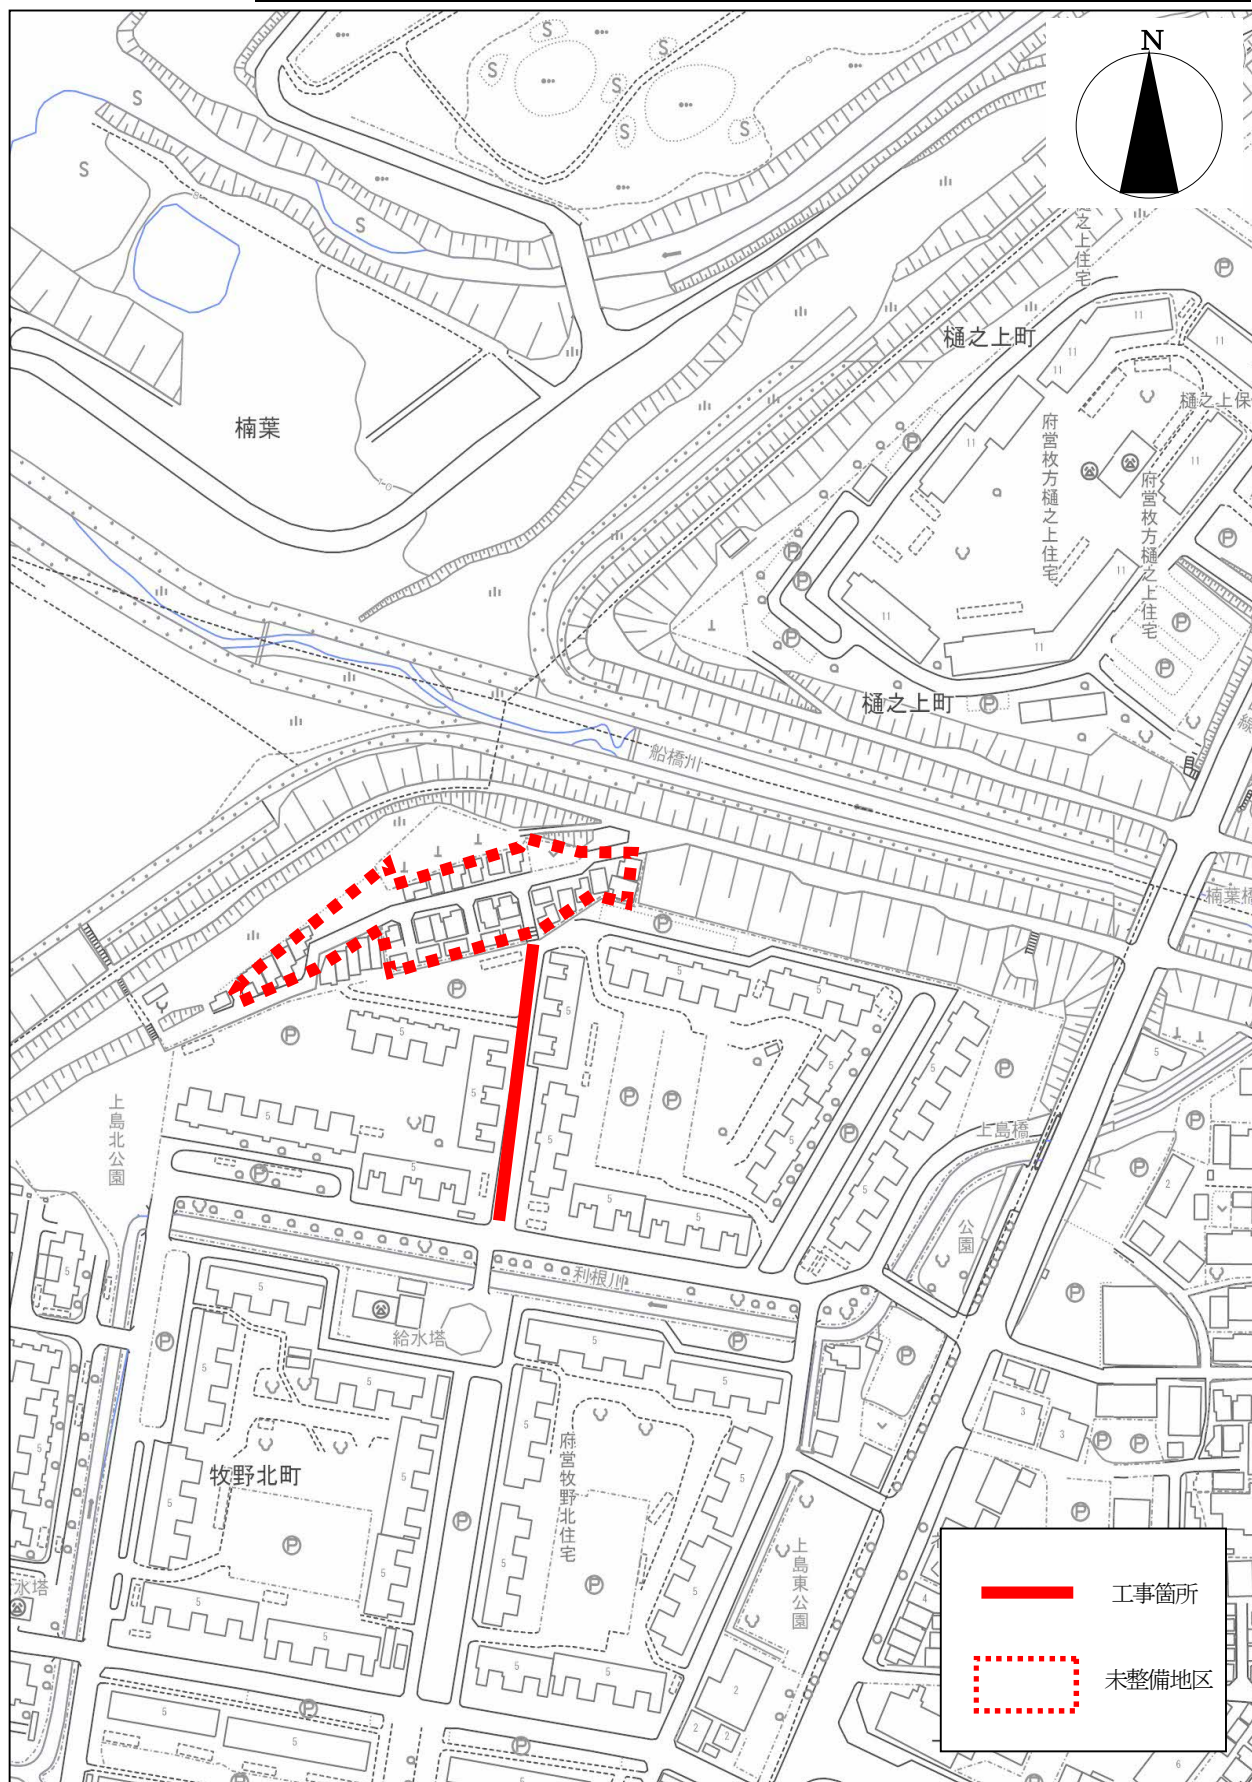 N
樋之上住宅
樋之上町
樋之上保
楠葉
府営枚方樋之上住宅
府営枚方樋之上住宅
樋之上町
船橋川
楠葉橋
上島北公園
上島橋
公園
利根川
給水塔
牧野北町
府営牧野北住宅
上島東公園
水塔
工事箇所
未整備地区